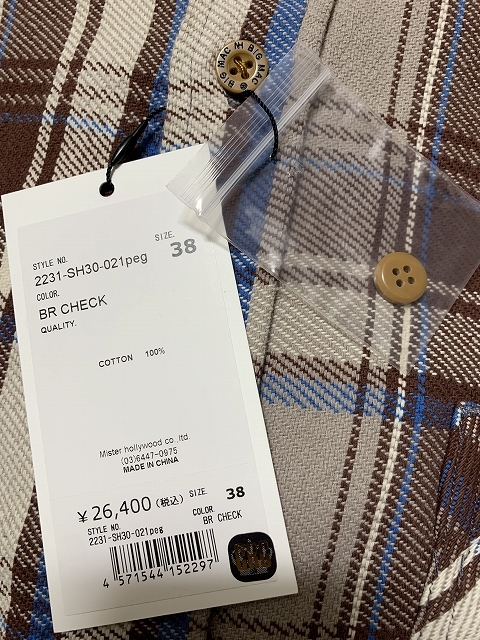 BIG MAC BIG MAC
SIZE.
38
STYLE NO.
2231-SH30-021peg
COLOR.
BR CHECK
QUALITY.
COTTON 100%
Mister hollywood co.,ltd.
(03)6447-0975
MADE IN CHINA
¥26,400(税込) SIZE. 38
STYLE NO.
2231-SH30-021peg
COLOR
BR CHECK
4 571544 152297